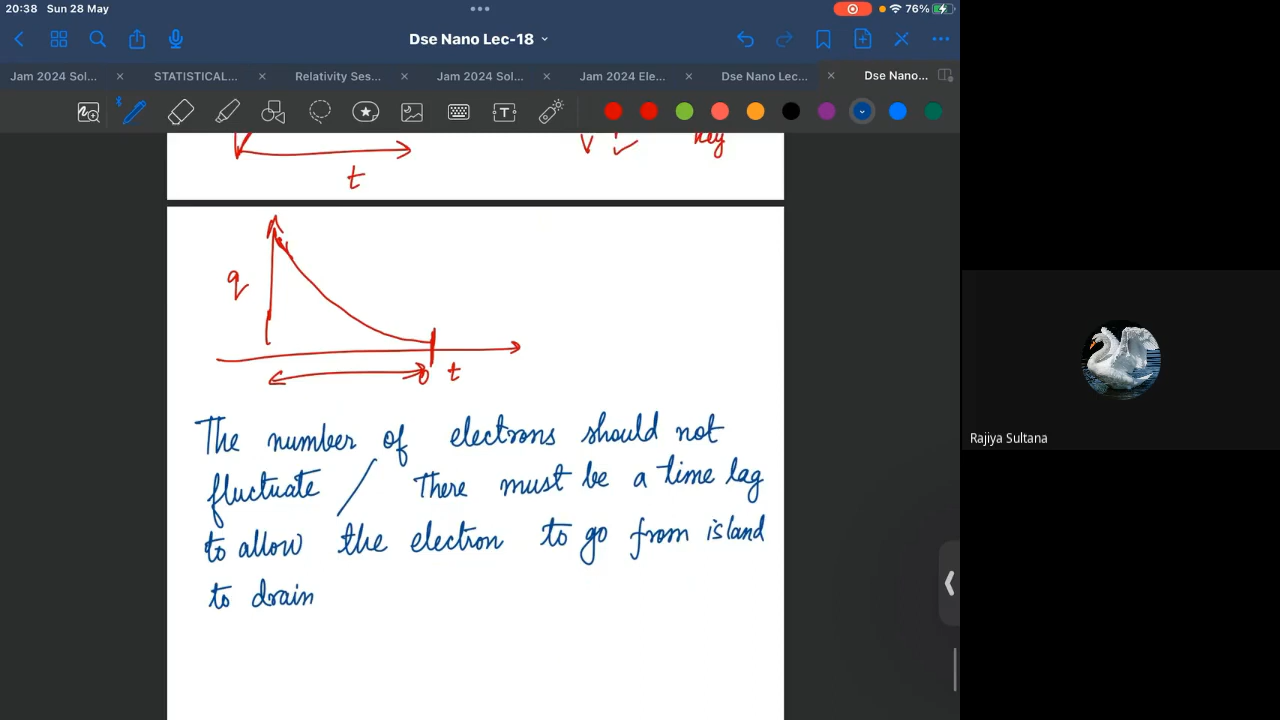 20:38 Sun 28 May
76%
Dse Nano Lec-18
Jam 2024 Sol...
STATISTICAL...
Relativity Ses...
Jam 2024 Sol...
Jam 2024 Ele...
Dse Nano Lec...
Dse Nano...
key
t
q
t
The number of electrons should not
fluctuate / There must be a time lag
to allow the electron to go from island
to drain
Rajiya Sultana